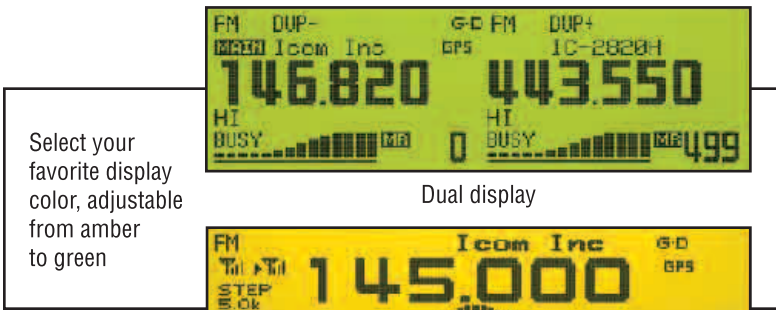 FM DUP- G·D FM DUP+
MAIN Icom Inc GPS IC-2820H
146.820 443.550
HI HI
BUSY MR 0 BUSY MR 499
Dual display
Select your
favorite display
color, adjustable
from amber
to green
FM Icom Inc G·D
145.000 GPS
STEP
5.0k